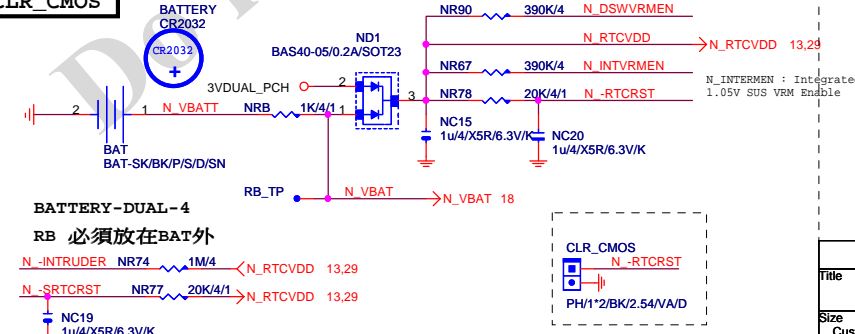 CLR_CMOS
BATTERY
CR2032
CR2032
+
ND1
BAS40-05/0.2A/SOT23
NR90 390K/4 N_DSWVRMEN
N_RTCVDD N_RTCVDD 13,29
3VDUAL_PCH 2
NR67 390K/4 N_INTVRMEN
N_INTERMEN : Integrated
1.05V SUS VRM Enable
2 1 N_VBATT NRB 1K/4/1 1 3
NR78 20K/4/1 N_-RTCRST
BAT
BAT-SK/BK/P/S/D/SN
NC15
1u/4/X5R/6.3V/K
NC20
1u/4/X5R/6.3V/K
RB_TP N_VBAT N_VBAT 18
BATTERY-DUAL-4
RB 必須放在BAT外
N_-INTRUDER NR74 1M/4 N_RTCVDD 13,29
N_-SRTCRST NR77 20K/4/1 N_RTCVDD 13,29
NC19
1u/4/X5R/6.3V/K
CLR_CMOS
N_-RTCRST
PH/1*2/BK/2.54/VA/D
Title
Size
Cus